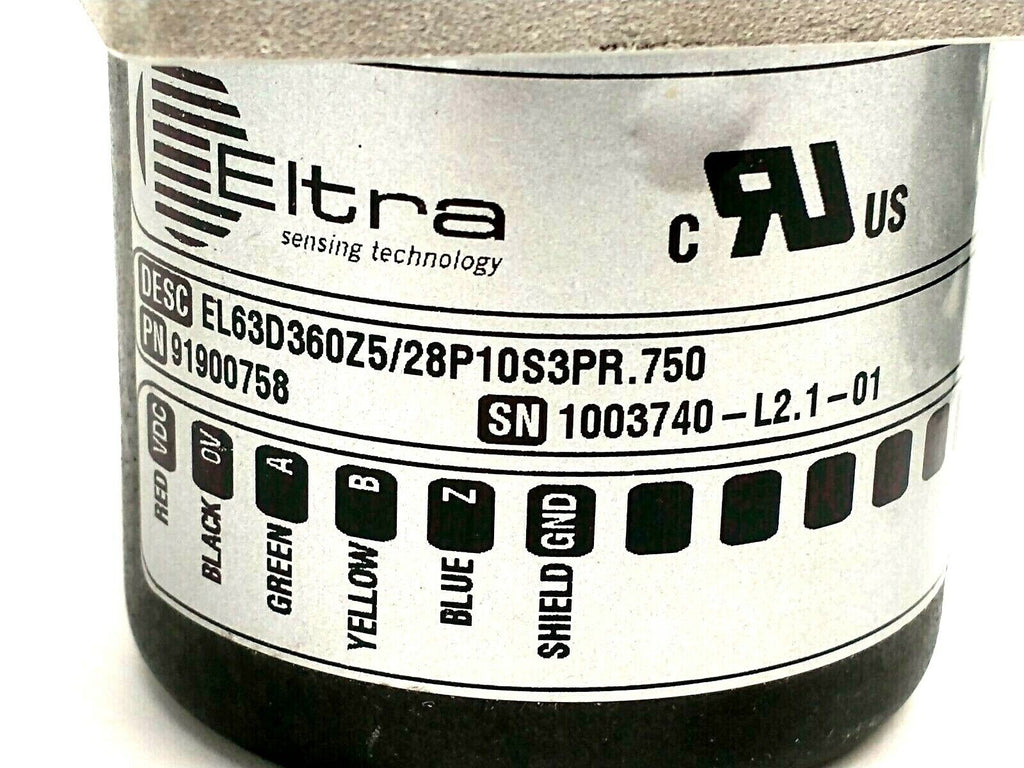 Eltra
sensing technology
C RU US
DESC EL63D360Z5/28P10S3PR.750
PN 91900758
SN 1003740-L2.1-01
RED VDC
BLACK 0V
GREEN A
YELLOW B
BLUE Z
SHIELD GND